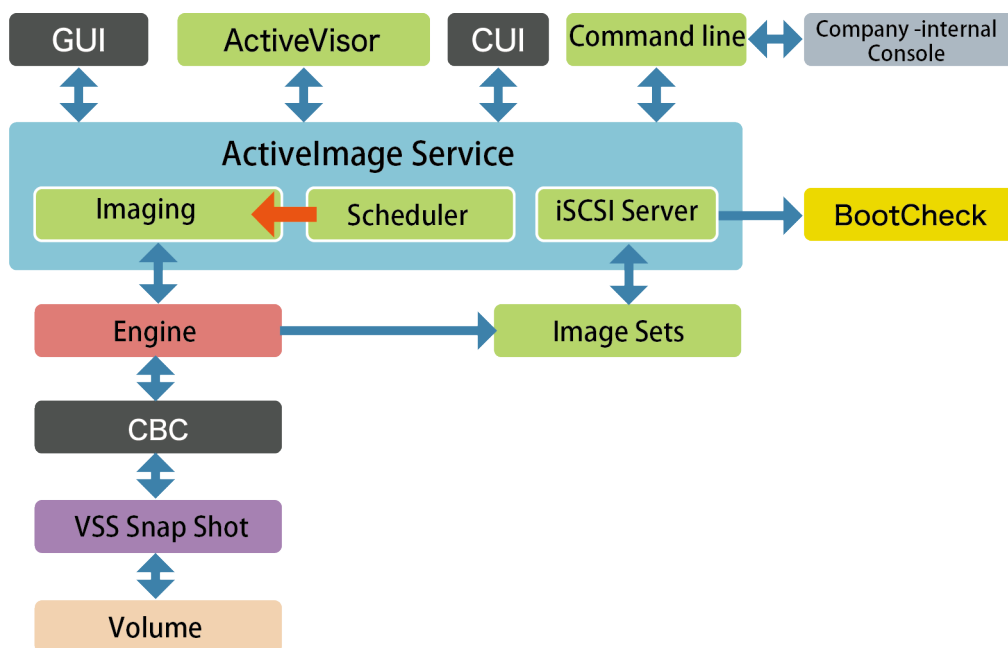 GUI
ActiveVisor
CUI
Command line
Company -internal
Console
ActiveImage Service
Imaging
Scheduler
iSCSI Server
BootCheck
Engine
Image Sets
CBC
VSS Snap Shot
Volume